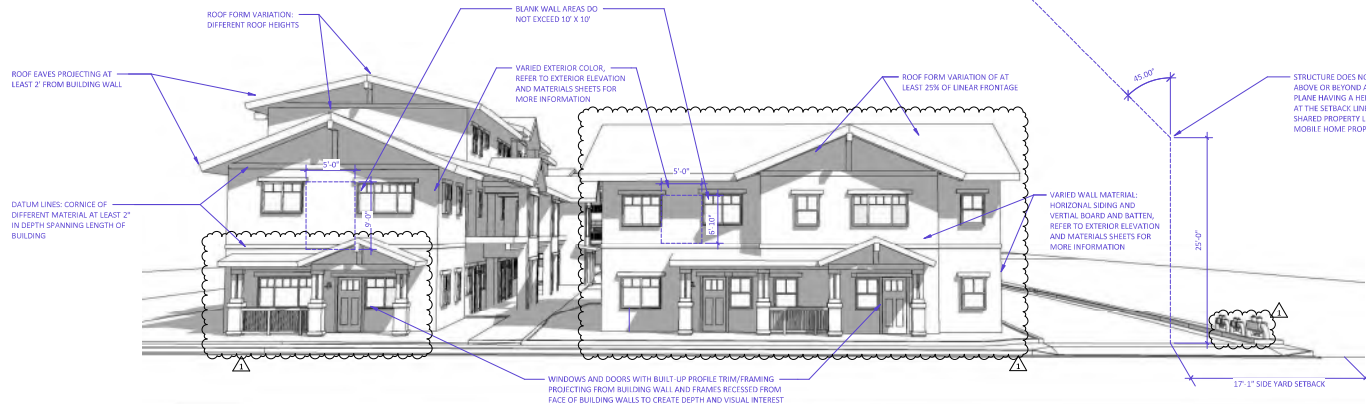 ROOF FORM VARIATION:
DIFFERENT ROOF HEIGHTS
BLANK WALL AREAS DO
NOT EXCEED 10' X 10'
ROOF EAVES PROJECTING AT
LEAST 2' FROM BUILDING WALL
VARIED EXTERIOR COLOR,
REFER TO EXTERIOR ELEVATION
AND MATERIALS SHEETS FOR
MORE INFORMATION
ROOF FORM VARIATION OF AT
LEAST 25% OF LINEAR FRONTAGE
45.00°
STRUCTURE DOES NO
ABOVE OR BEYOND A
PLANE HAVING A HE
AT THE SETBACK LINE
SHARED PROPERTY L
MOBILE HOME PROP
5'-0"
9'-0"
5'-0"
6'-10"
DATUM LINES: CORNICE OF
DIFFERENT MATERIAL AT LEAST 2"
IN DEPTH SPANNING LENGTH OF
BUILDING
VARIED WALL MATERIAL:
HORIZONAL SIDING AND
VERTIAL BOARD AND BATTEN,
REFER TO EXTERIOR ELEVATION
AND MATERIALS SHEETS FOR
MORE INFORMATION
25'-0"
1
1
1
WINDOWS AND DOORS WITH BUILT-UP PROFILE TRIM/FRAMING
PROJECTING FROM BUILDING WALL AND FRAMES RECESSED FROM
FACE OF BUILDING WALLS TO CREATE DEPTH AND VISUAL INTEREST
17'-1" SIDE YARD SETBACK